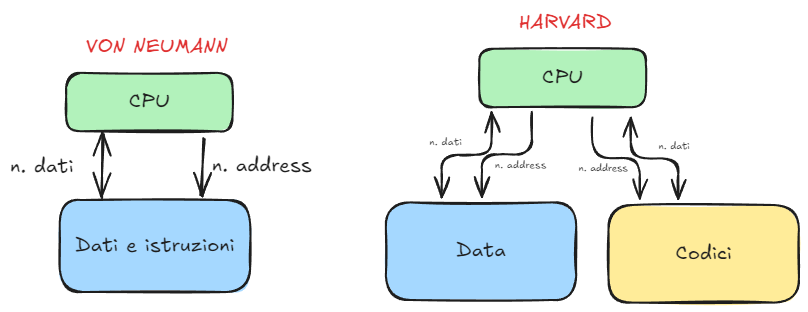 VON NEUMANN
CPU
n. dati
n. address
Dati e istruzioni
HARVARD
CPU
n. dati
n. address
n. address
n. dati
Data
Codici